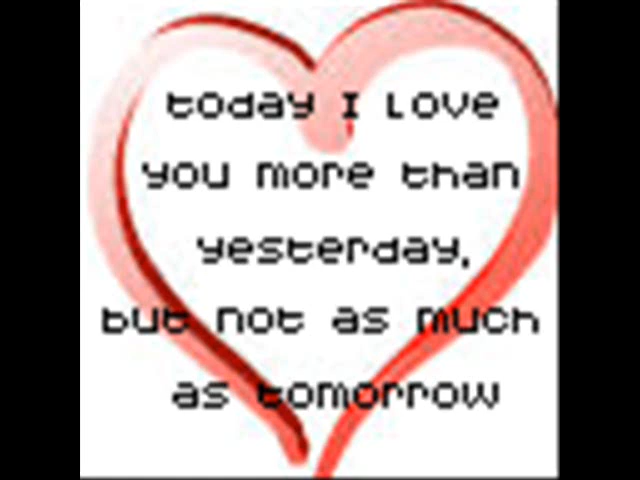 today I Love
you more than
yesterday,
but not as much
as tomorrow